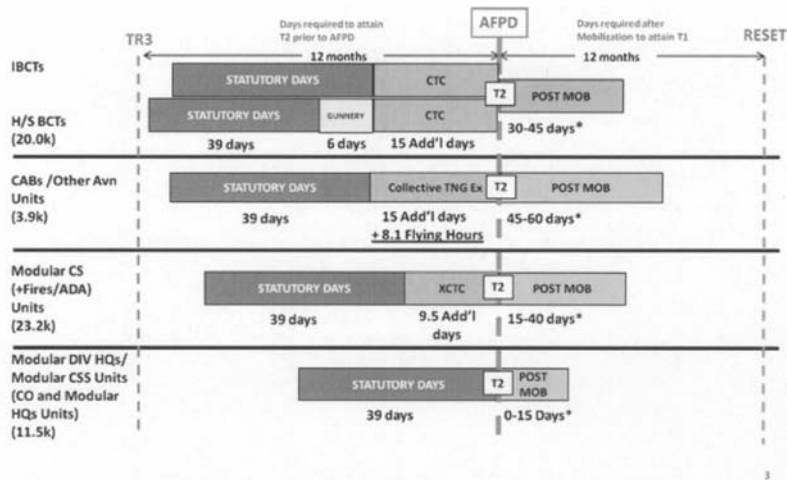 Days required to attain
T2 prior to AFPD
AFPD
Days required after
Mobilization to attain T1
TR3
RESET
12 months
12 months
IBCTs
STATUTORY DAYS
CTC
T2
POST MOB
H/S BCTs
(20.0k)
STATUTORY DAYS
GUNNERY
CTC
39 days
6 days
15 Add'l days
30-45 days*
CABs /Other Avn
Units
(3.9k)
STATUTORY DAYS
Collective TNG Ex
T2
POST MOB
39 days
15 Add'l days
+ 8.1 Flying Hours
45-60 days*
Modular CS
(+Fires/ADA)
Units
(23.2k)
STATUTORY DAYS
XCTC
T2
POST MOB
39 days
9.5 Add'l
days
15-40 days*
Modular DIV HQs/
Modular CSS Units
(CO and Modular
HQs Units)
(11.5k)
STATUTORY DAYS
T2
POST
MOB
39 days
0-15 Days*
3